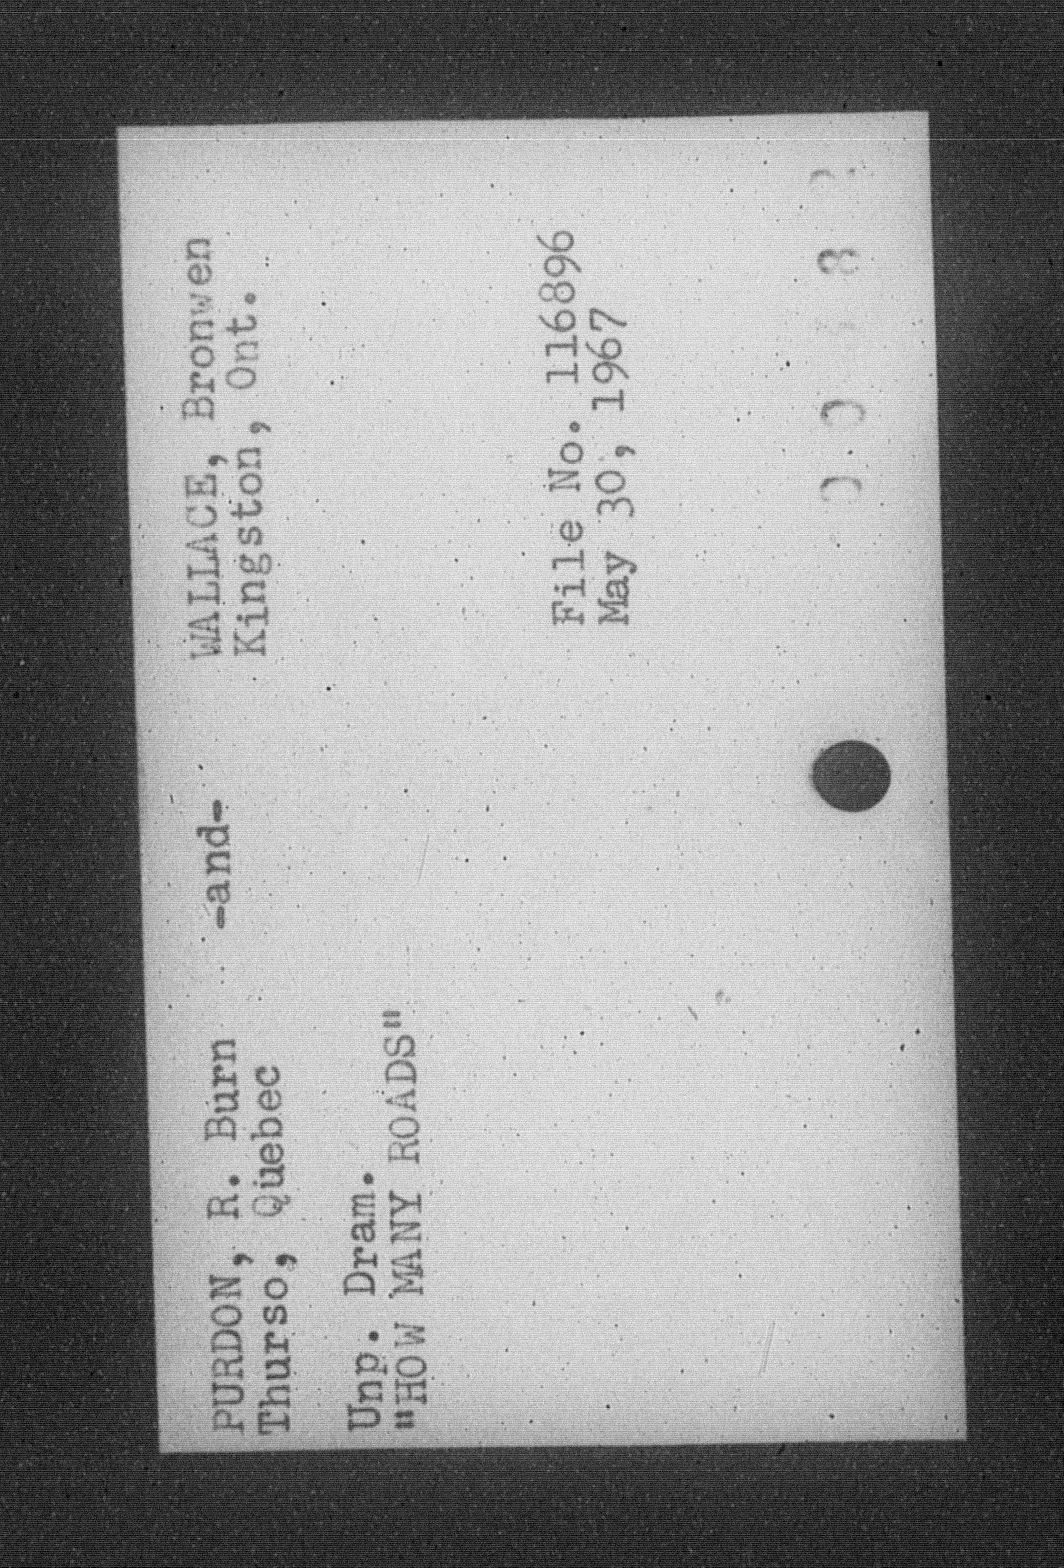 PURDON, R. Burn -and- WALLACE, Bronwen
Thurso, Quebec Kingston, Ont.
Unp. Dram.
"HOW MANY ROADS"
File No. 116896
May 30, 1967